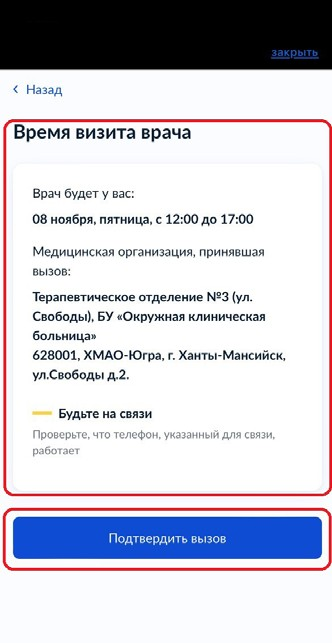 закрыть
Назад
Время визита врача
Врач будет у вас:
08 ноября, пятница, с 12:00 до 17:00
Медицинская организация, принявшая
вызов:
Терапевтическое отделение №3 (ул.
Свободы), БУ «Окружная клиническая
больница»
628001, ХМАО-Югра, г. Ханты-Мансийск,
ул.Свободы д.2.
Будьте на связи
Проверьте, что телефон, указанный для связи,
работает
Подтвердить вызов